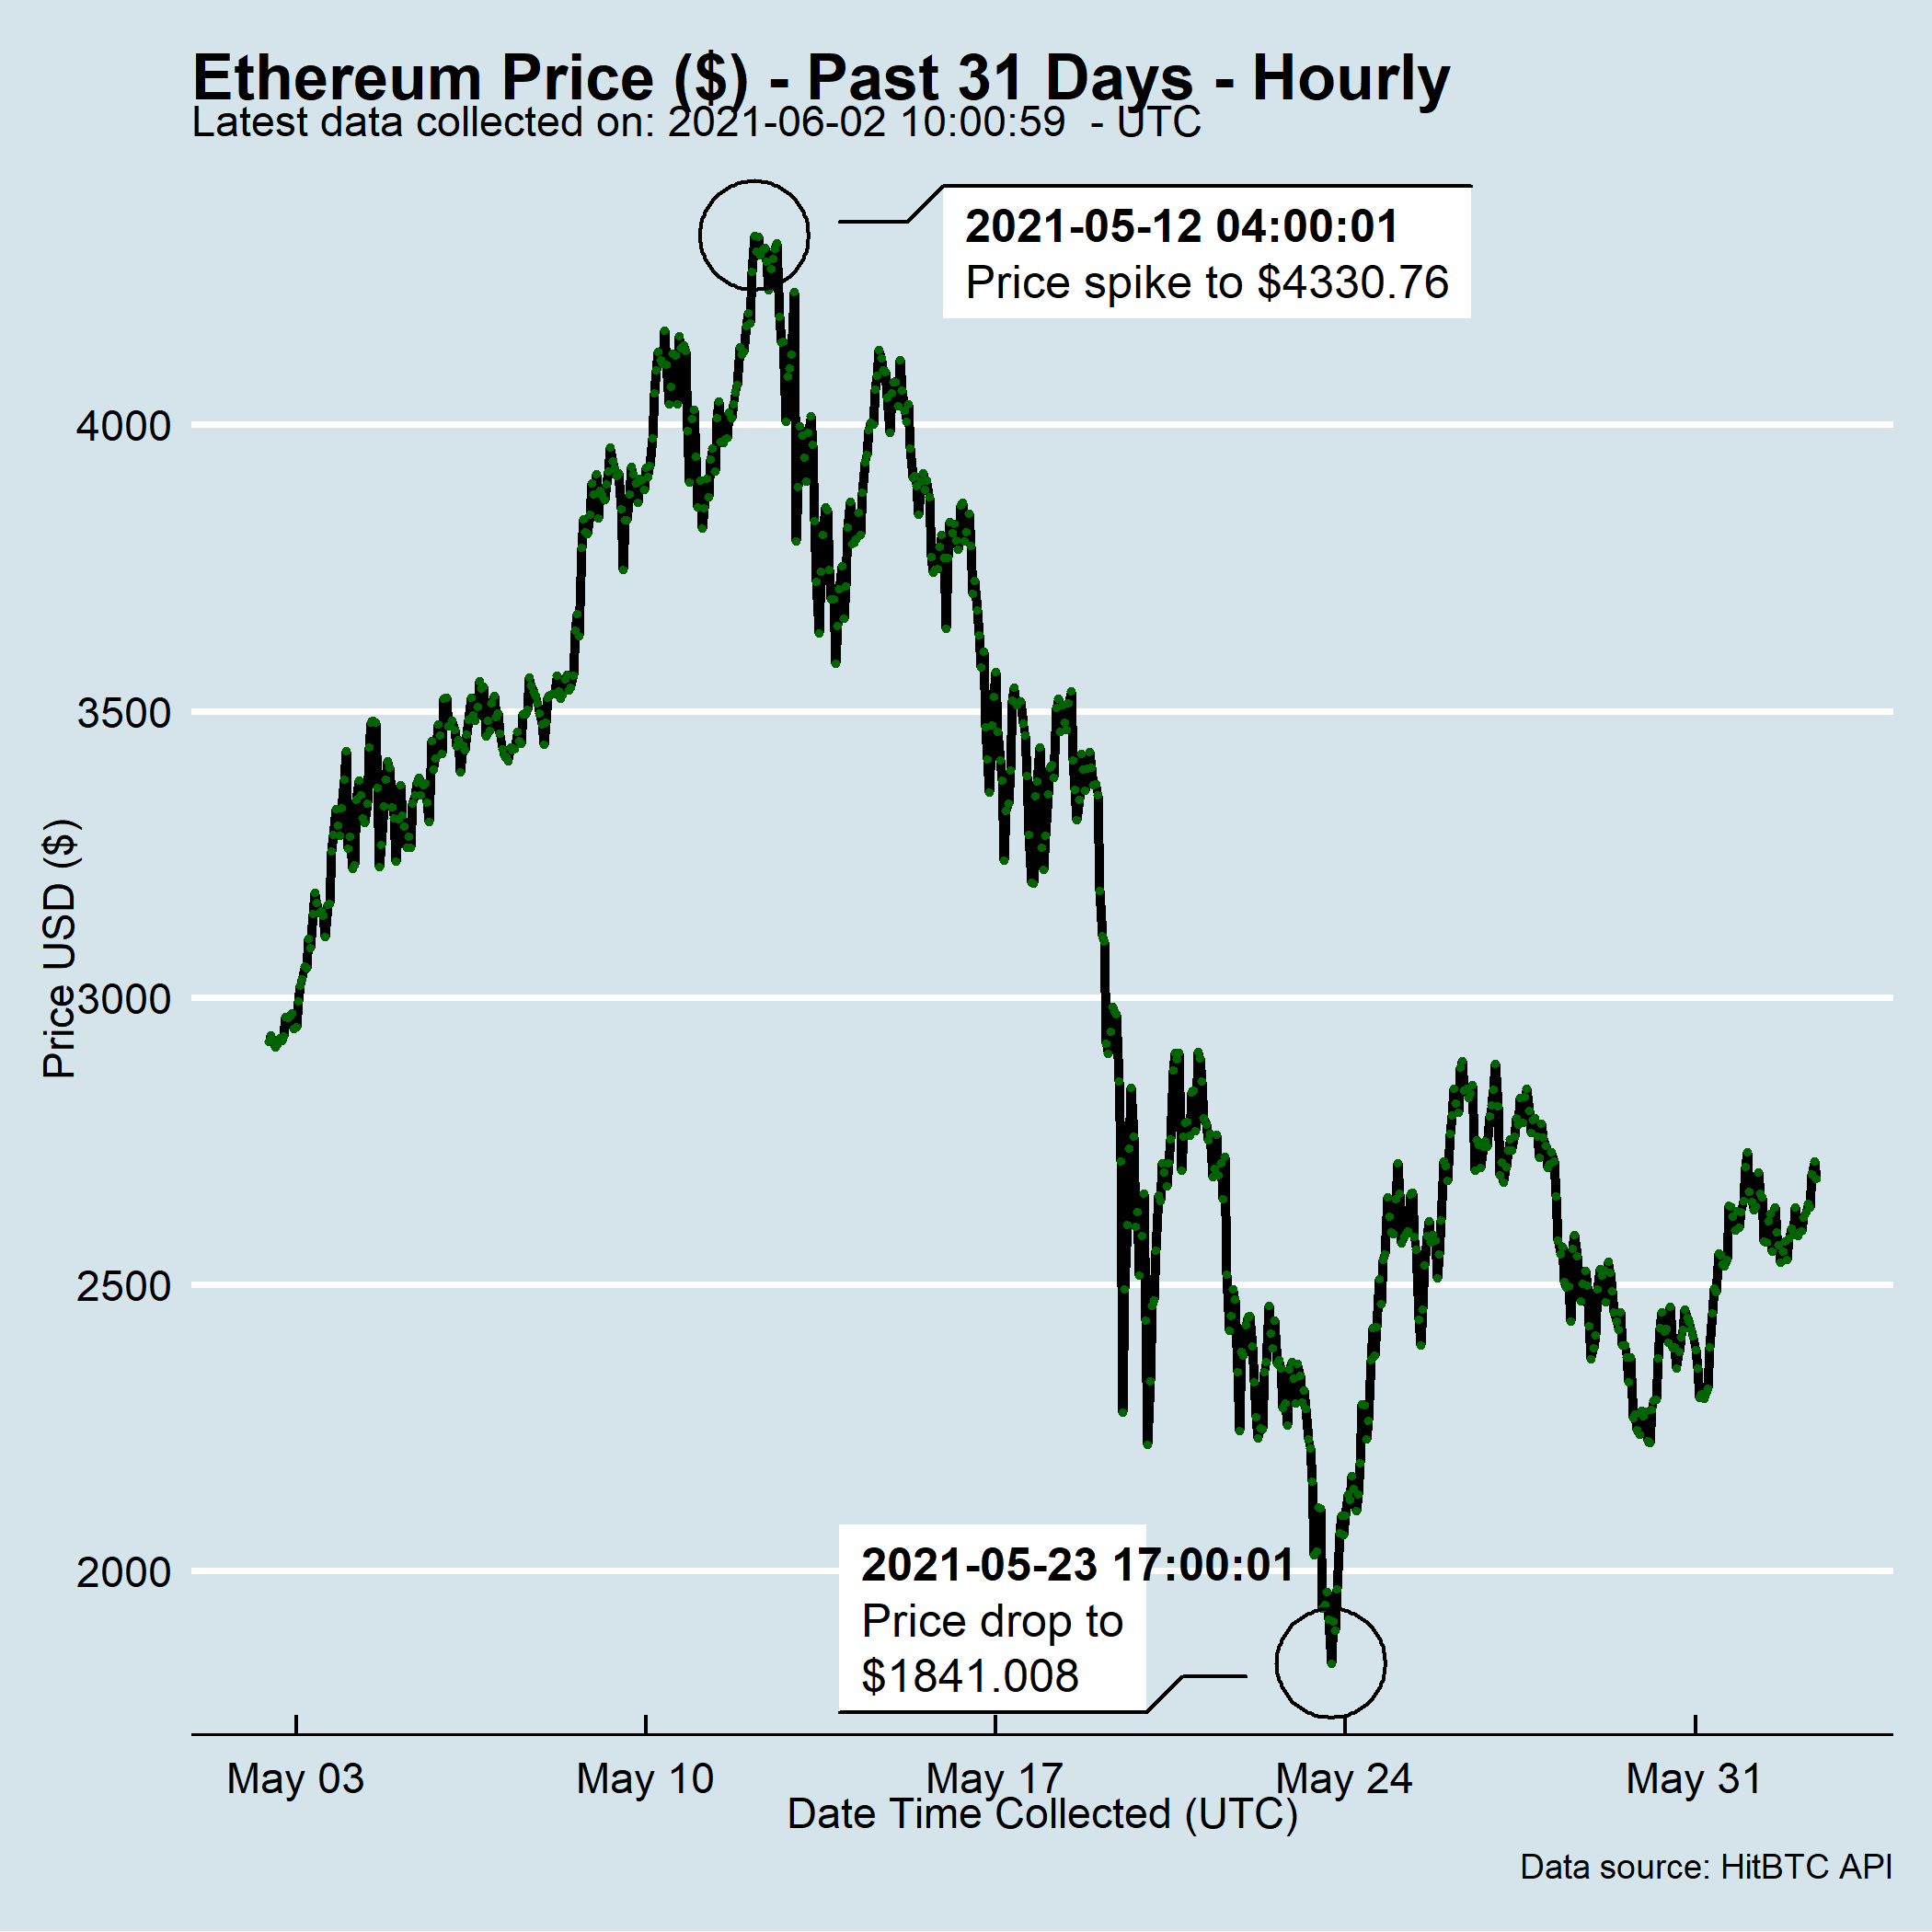 Ethereum Price ($) - Past 31 Days - Hourly
Latest data collected on: 2021-06-02 10:00:59  - UTC
2021-05-12 04:00:01
Price spike to $4330.76
4000
3500
3000
2500
2000
Price USD ($)
2021-05-23 17:00:01
Price drop to
$1841.008
May 03
May 10
May 17
May 24
May 31
Date Time Collected (UTC)
Data source: HitBTC API